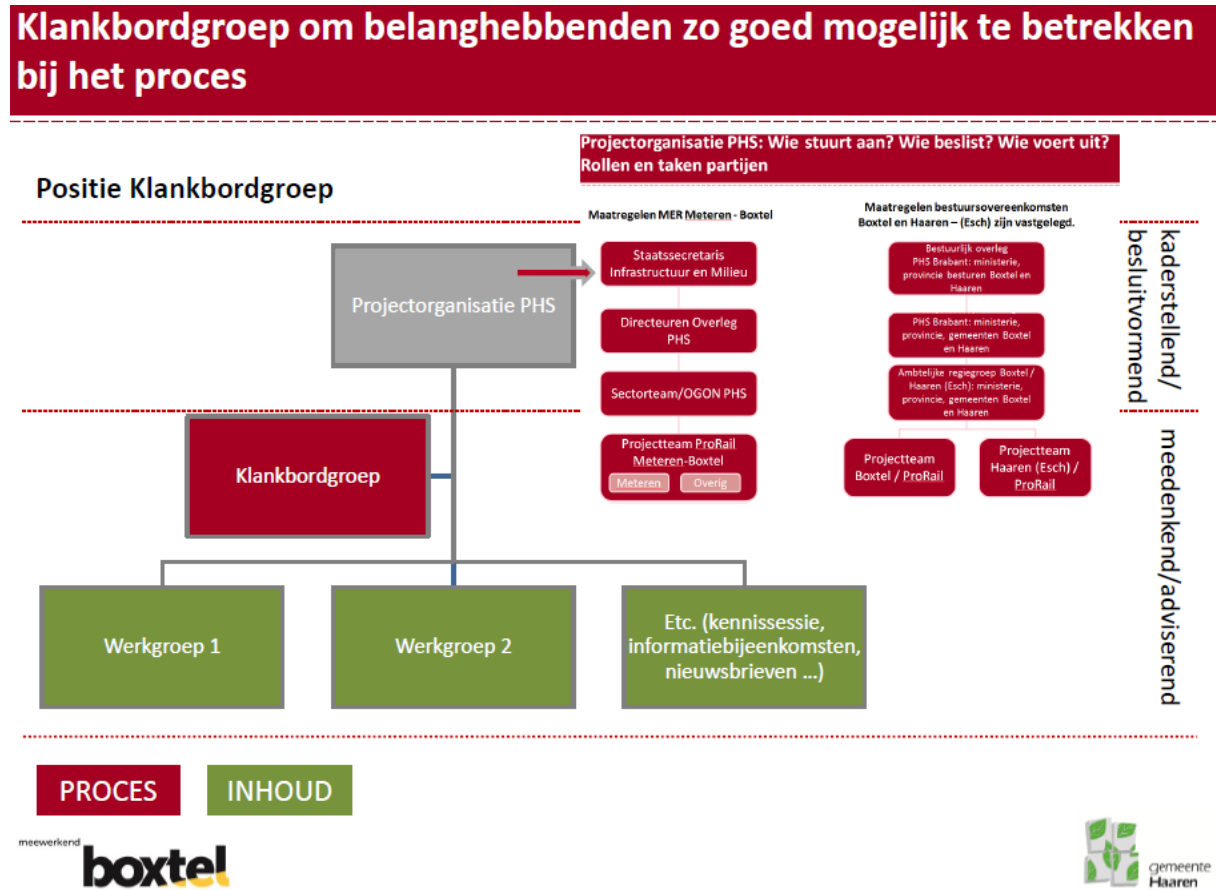 Klankbordgroep om belanghebbenden zo goed mogelijk te betrekken
bij het proces
Projectorganisatie PHS: Wie stuurt aan? Wie beslist? Wie voert uit?
Rollen en taken partijen
Positie Klankbordgroep
Maatregelen MER Meteren - Boxtel
Maatregelen bestuursovereenkomsten
Boxtel en Haaren – (Esch) zijn vastgelegd.
Projectorganisatie PHS
Staatssecretaris
Infrastructuur en Milieu
Directeuren Overleg
PHS
Sectorteam/OGON PHS
Projectteam ProRail
Meteren-Boxtel
Meteren
Overig
Bestuurlijk overleg
PHS Brabant: ministerie,
provincie besturen Boxtel en
Haaren
PHS Brabant: ministerie,
provincie, gemeenten Boxtel
en Haaren
Ambtelijke regiegroep Boxtel /
Haaren (Esch): ministerie,
provincie, gemeenten Boxtel
en Haaren
Projectteam
Boxtel / ProRail
Projectteam
Haaren (Esch) /
ProRail
kaderstellend/
besluitvormend
Klankbordgroep
meedenkend/adviserend
Werkgroep 1
Werkgroep 2
Etc. (kennissessie,
informatiebijeenkomsten,
nieuwsbrieven ...)
PROCES
INHOUD
meewerkend
boxtel
gemeente
Haaren